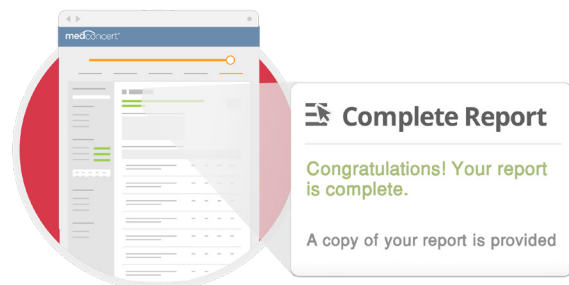 medconcert
Complete Report
Congratulations! Your report
is complete.
A copy of your report is provided